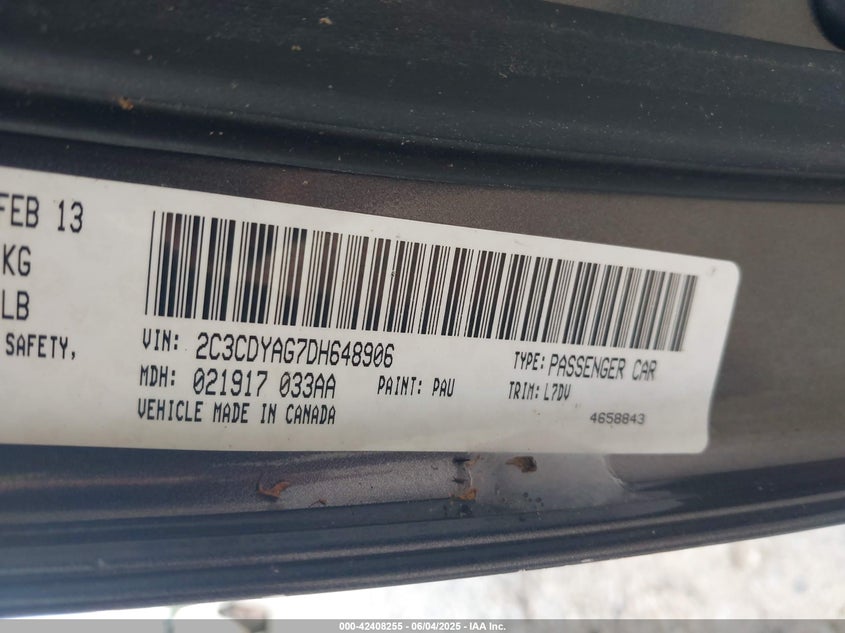 FEB 13
KG
LB
SAFETY,
VIN: 2C3CDYAG7DH648906
TYPE: PASSENGER CAR
MDH: 021917 033AA
PAINT: PAU
TRIM: L7DV
VEHICLE MADE IN CANADA
4658843
000-42408255 - 06/04/2025 - IAA Inc.